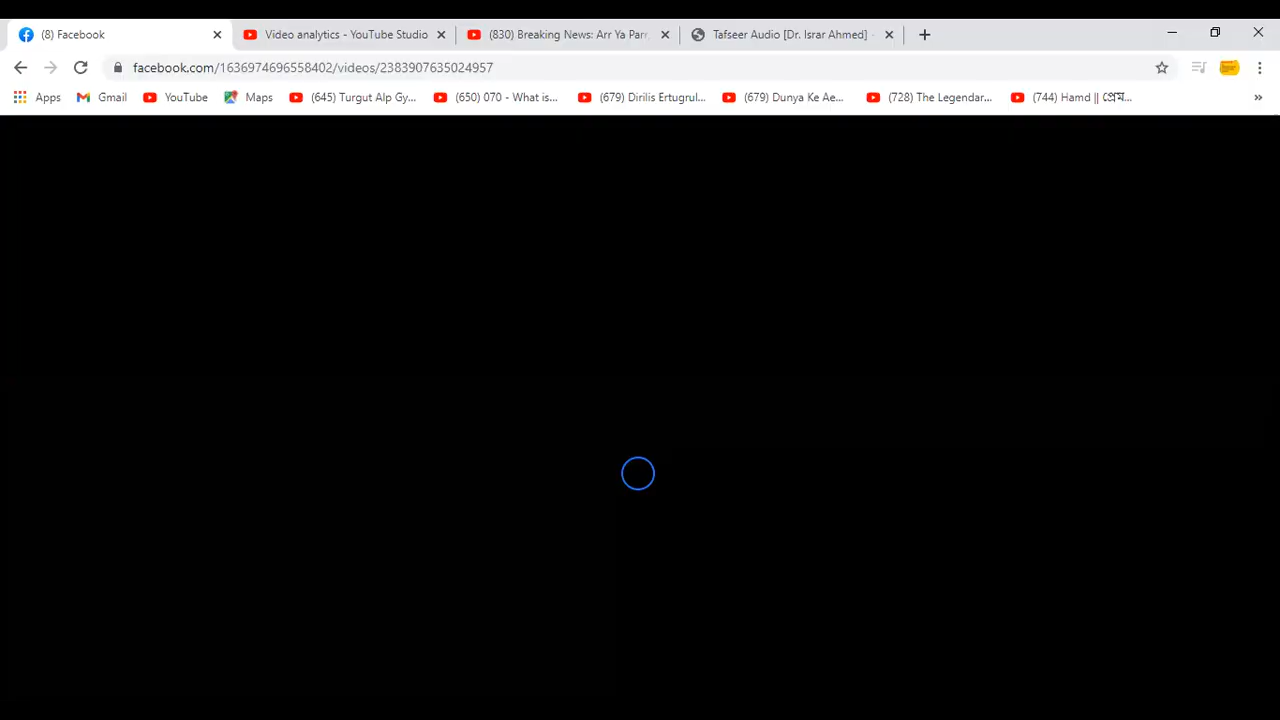 (8) Facebook
Video analytics - YouTube Studio
(830) Breaking News: Arr Ya Parr
Tafseer Audio [Dr. Israr Ahmed] -
facebook.com/1636974696558402/videos/2383907635024957
Apps
Gmail
YouTube
Maps
(645) Turgut Alp Gy...
(650) 070 - What is...
(679) Dirilis Ertugrul...
(679) Dunya Ke Ae...
(728) The Legendar...
(744) Hamd || প্রেম...